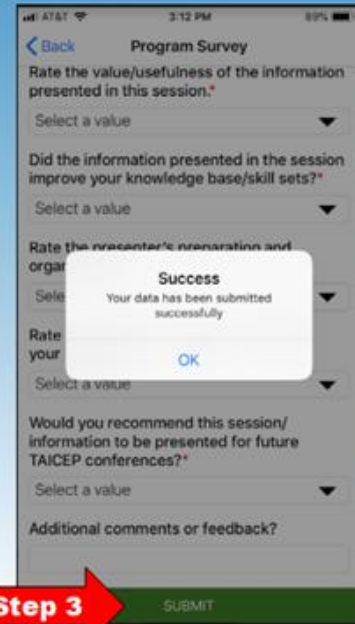 AT&T 3:12 PM 89%
Back Program Survey
Rate the value/usefulness of the information
presented in this session.*
Select a value
Did the information presented in the session
improve your knowledge base/skill sets?*
Select a value
Rate the presenter's preparation and
organ
Sele
Success
Your data has been submitted
successfully
OK
Rate
your
Select a value
Would you recommend this session/
information to be presented for future
TAICEP conferences?*
Select a value
Additional comments or feedback?
Step 3
SUBMIT